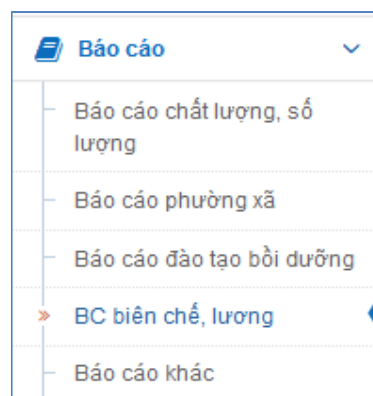 Báo cáo
Báo cáo chất lượng, số
lượng
Báo cáo phường xã
Báo cáo đào tạo bồi dưỡng
BC biên chế, lương
Báo cáo khác